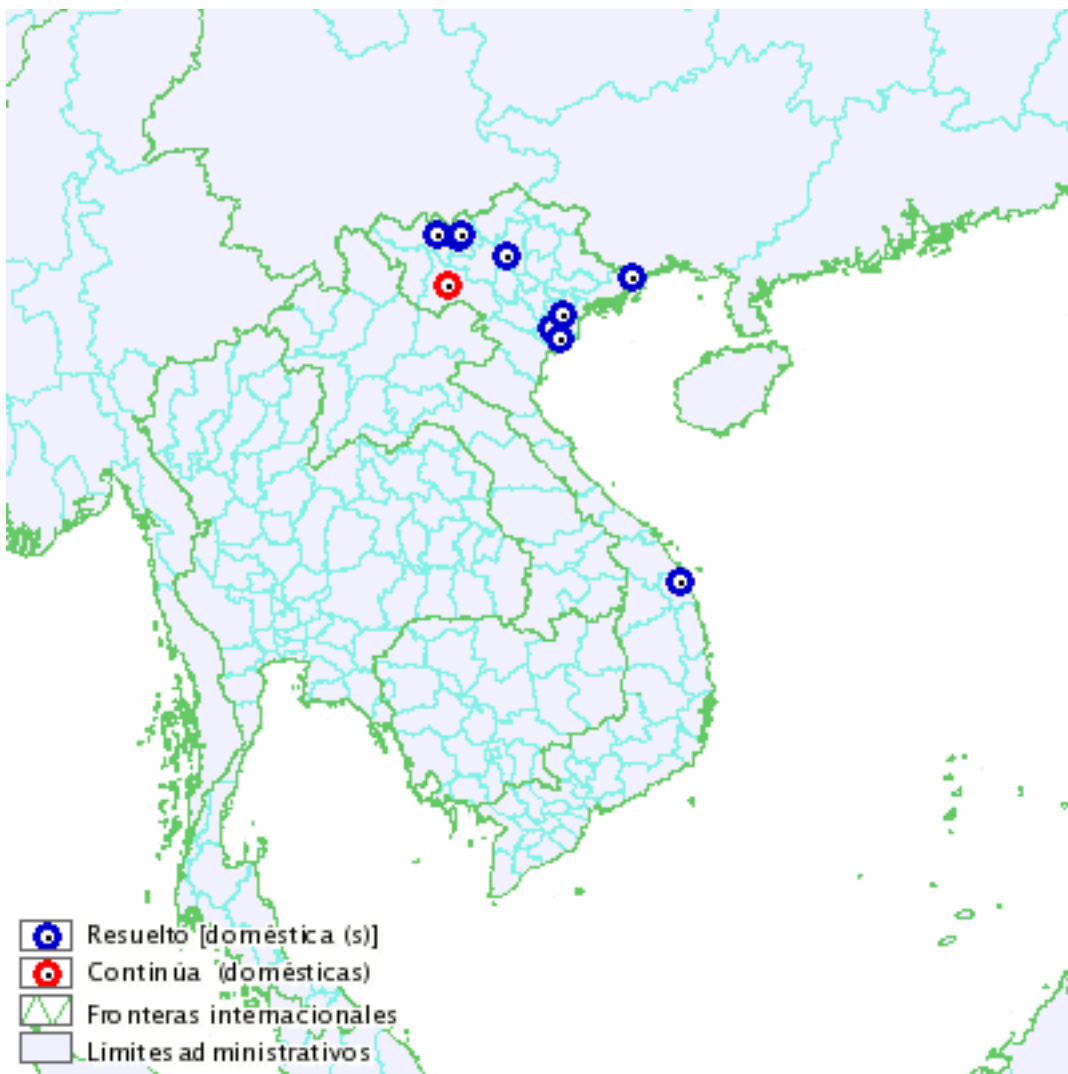 Resuelto [doméstica (s)]
Continúa (domésticas)
Fronteras internacionales
Límites administrativos